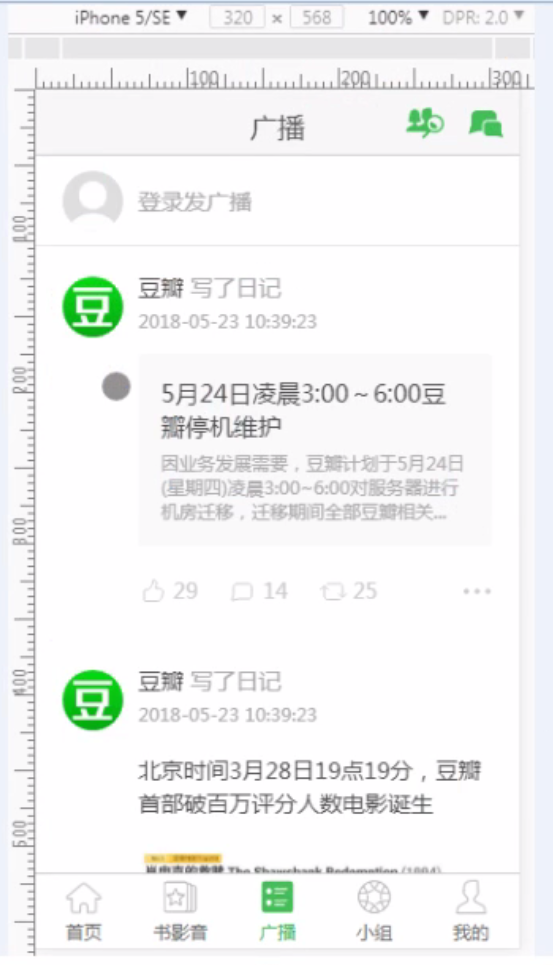 iPhone 5/SE ▼ 320 × 568 100% ▼ DPR: 2.0 ▼
100 200 300
广播
登录发广播
100
豆 豆瓣 写了日记
2018-05-23 10:39:23
200
5月24日凌晨3:00～6:00豆
瓣停机维护
因业务发展需要，豆瓣计划于5月24日
(星期四)凌晨3:00~6:00对服务器进行
机房迁移，迁移期间全部豆瓣相关...
300
29 14 25
400
豆 豆瓣 写了日记
2018-05-23 10:39:23
北京时间3月28日19点19分，豆瓣
首部破百万评分人数电影诞生
500
The Shawshank Redemption (1994)
首页 书影音 广播 小组 我的